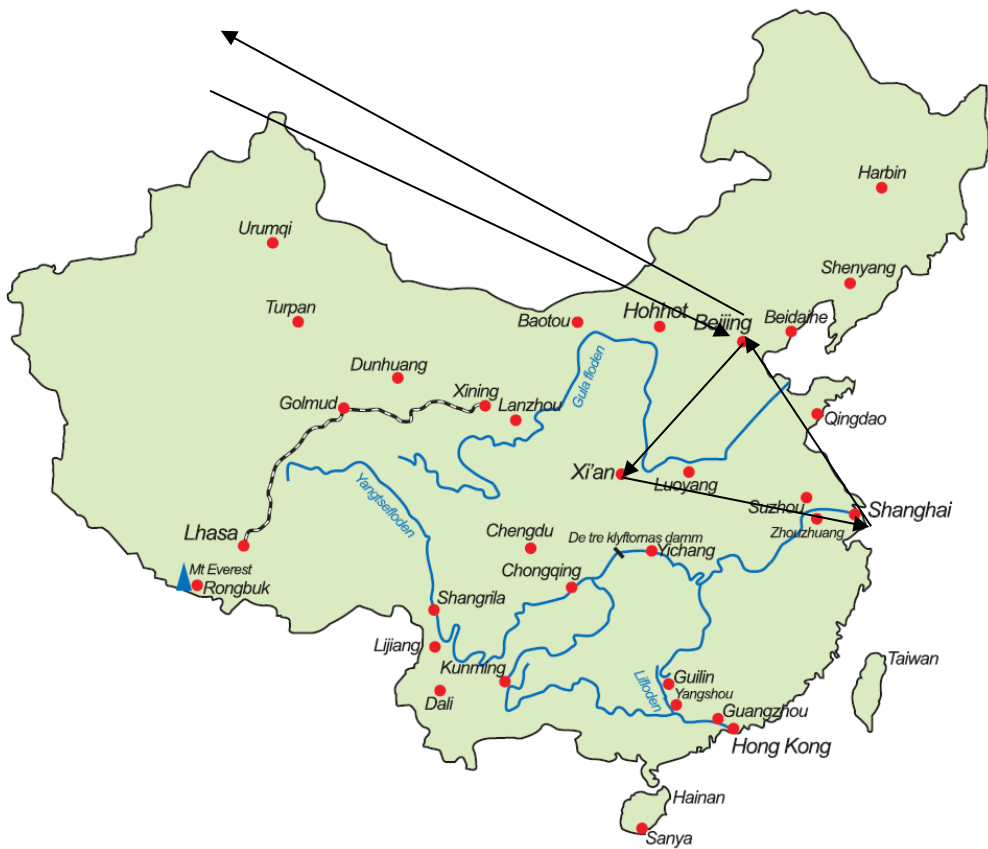 Harbin
Urumqi
Shenyang
Turpan
Baotou
Hohhot
Beijing
Beidaihe
Gula floden
Dunhuang
Xining
Golmud
Lanzhou
Qingdao
Xi'an
Luoyang
Yangtsefloden
Suzhou
Shanghai
Zhouzhuang
Lhasa
Chengdu
De tre klyftornas damm
Yichang
Mt Everest
Rongbuk
Chongqing
Shangrila
Lijiang
Kunming
Taiwan
Guilin
Lifloden
Yangshou
Dali
Guangzhou
Hong Kong
Hainan
Sanya